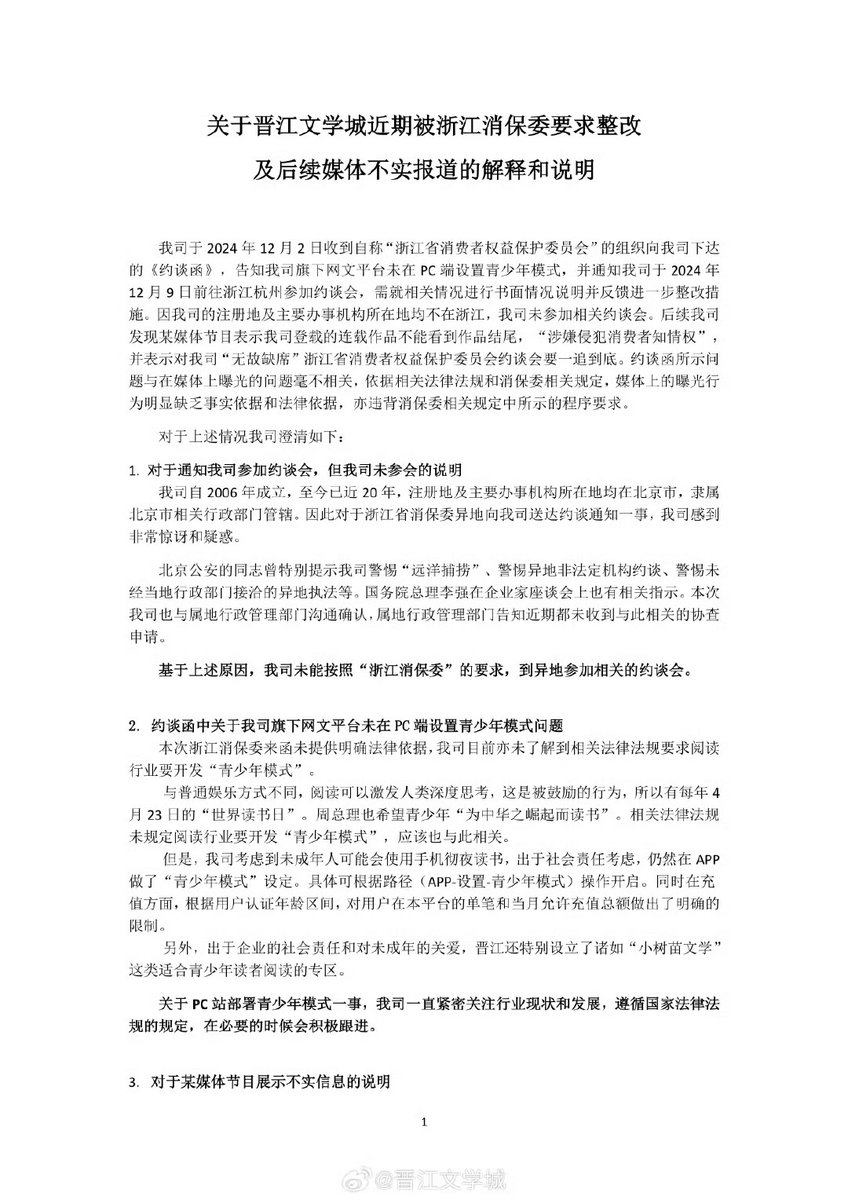 关于晋江文学城近期被浙江消保委要求整改
及后续媒体不实报道的解释和说明
我司于 2024 年 12 月 2 日收到自称“浙江省消费者权益保护委员会”的组织向我司下达
的《约谈函》，告知我司旗下网文平台未在 PC 端设置青少年模式，并通知我司于 2024 年
12 月 9 日前往浙江杭州参加约谈会，需就相关情况进行书面情况说明并反馈进一步整改措
施。因我司的注册地及主要办事机构所在地均不在浙江，我司未参加相关约谈会。后续我司
发现某媒体节目表示我司登载的连载作品不能看到作品结尾，“涉嫌侵犯消费者知情权”，
并表示对我司“无故缺席”浙江省消费者权益保护委员会约谈会要一追到底。约谈函所示问
题与在媒体上曝光的问题毫不相关，依据相关法律法规和消保委相关规定，媒体上的曝光行
为明显缺乏事实依据和法律依据，亦违背消保委相关规定中所示的程序要求。
对于上述情况我司澄清如下：
1. 对于通知我司参加约谈会，但我司未参会的说明
我司自 2006 年成立，至今已近 20 年，注册地及主要办事机构所在地均在北京市，隶属
北京市相关行政部门管辖。因此对于浙江省消保委异地向我司送达约谈通知一事，我司感到
非常惊讶和疑惑。
北京公安的同志曾特别提示我司警惕“远洋捕捞”、警惕异地非法定机构约谈、警惕未
经当地行政部门接洽的异地执法等。国务院总理李强在企业家座谈会上也有相关指示。本次
我司也与属地行政管理部门沟通确认，属地行政管理部门告知近期都未收到与此相关的协查
申请。
基于上述原因，我司未能按照“浙江消保委”的要求，到异地参加相关的约谈会。
2. 约谈函中关于我司旗下网文平台未在 PC 端设置青少年模式问题
本次浙江消保委来函未提供明确法律依据，我司目前亦未了解到相关法律法规要求阅读
行业要开发“青少年模式”。
与普通娱乐方式不同，阅读可以激发人类深度思考，这是被鼓励的行为，所以有每年 4
月 23 日的“世界读书日”。周总理也希望青少年“为中华之崛起而读书”。相关法律法规
未规定阅读行业要开发“青少年模式”，应该也与此相关。
但是，我司考虑到未成年人可能会使用手机彻夜读书，出于社会责任考虑，仍然在 APP
做了“青少年模式”设定。具体可根据路径（APP-设置-青少年模式）操作开启。同时在充
值方面，根据用户认证年龄区间，对用户在本平台的单笔和当月允许充值总额做出了明确的
限制。
另外，出于企业的社会责任和对未成年的关爱，晋江还特别设立了诸如“小树苗文学”
这类适合青少年读者阅读的专区。
关于 PC 站部署青少年模式一事，我司一直紧密关注行业现状和发展，遵循国家法律法
规的规定，在必要的时候会积极跟进。
3. 对于某媒体节目展示不实信息的说明
1
@晋江文学城